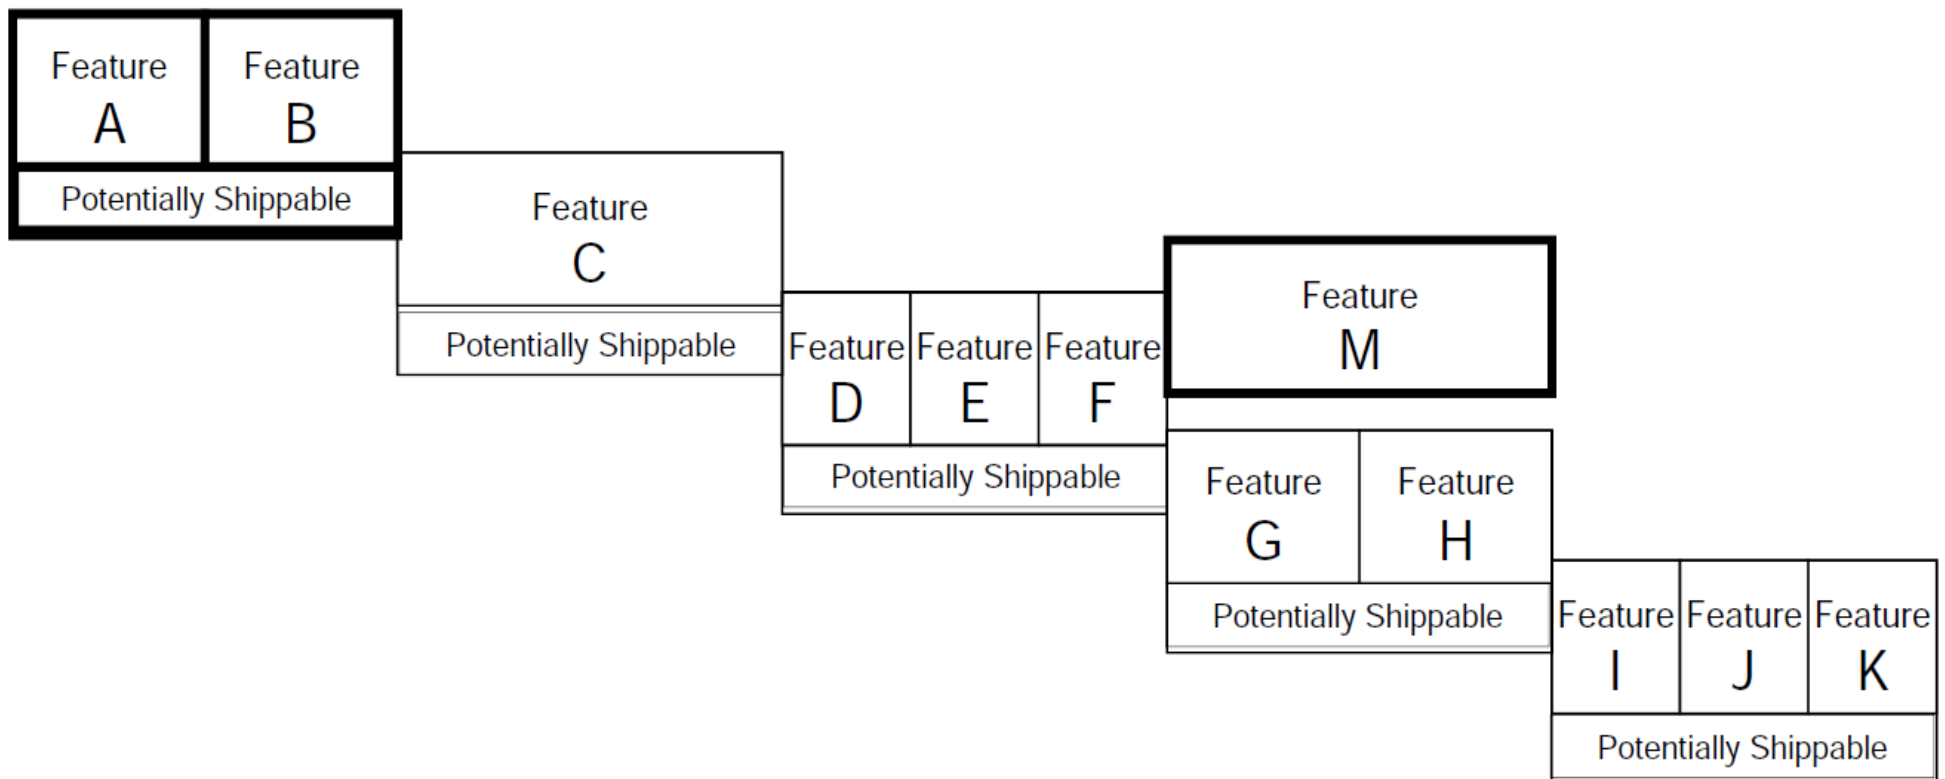 Feature
A
Feature
B
Potentially Shippable
Feature
C
Potentially Shippable
Feature
D
Feature
E
Feature
F
Potentially Shippable
Feature
M
Feature
G
Feature
H
Potentially Shippable
Feature
I
Feature
J
Feature
K
Potentially Shippable